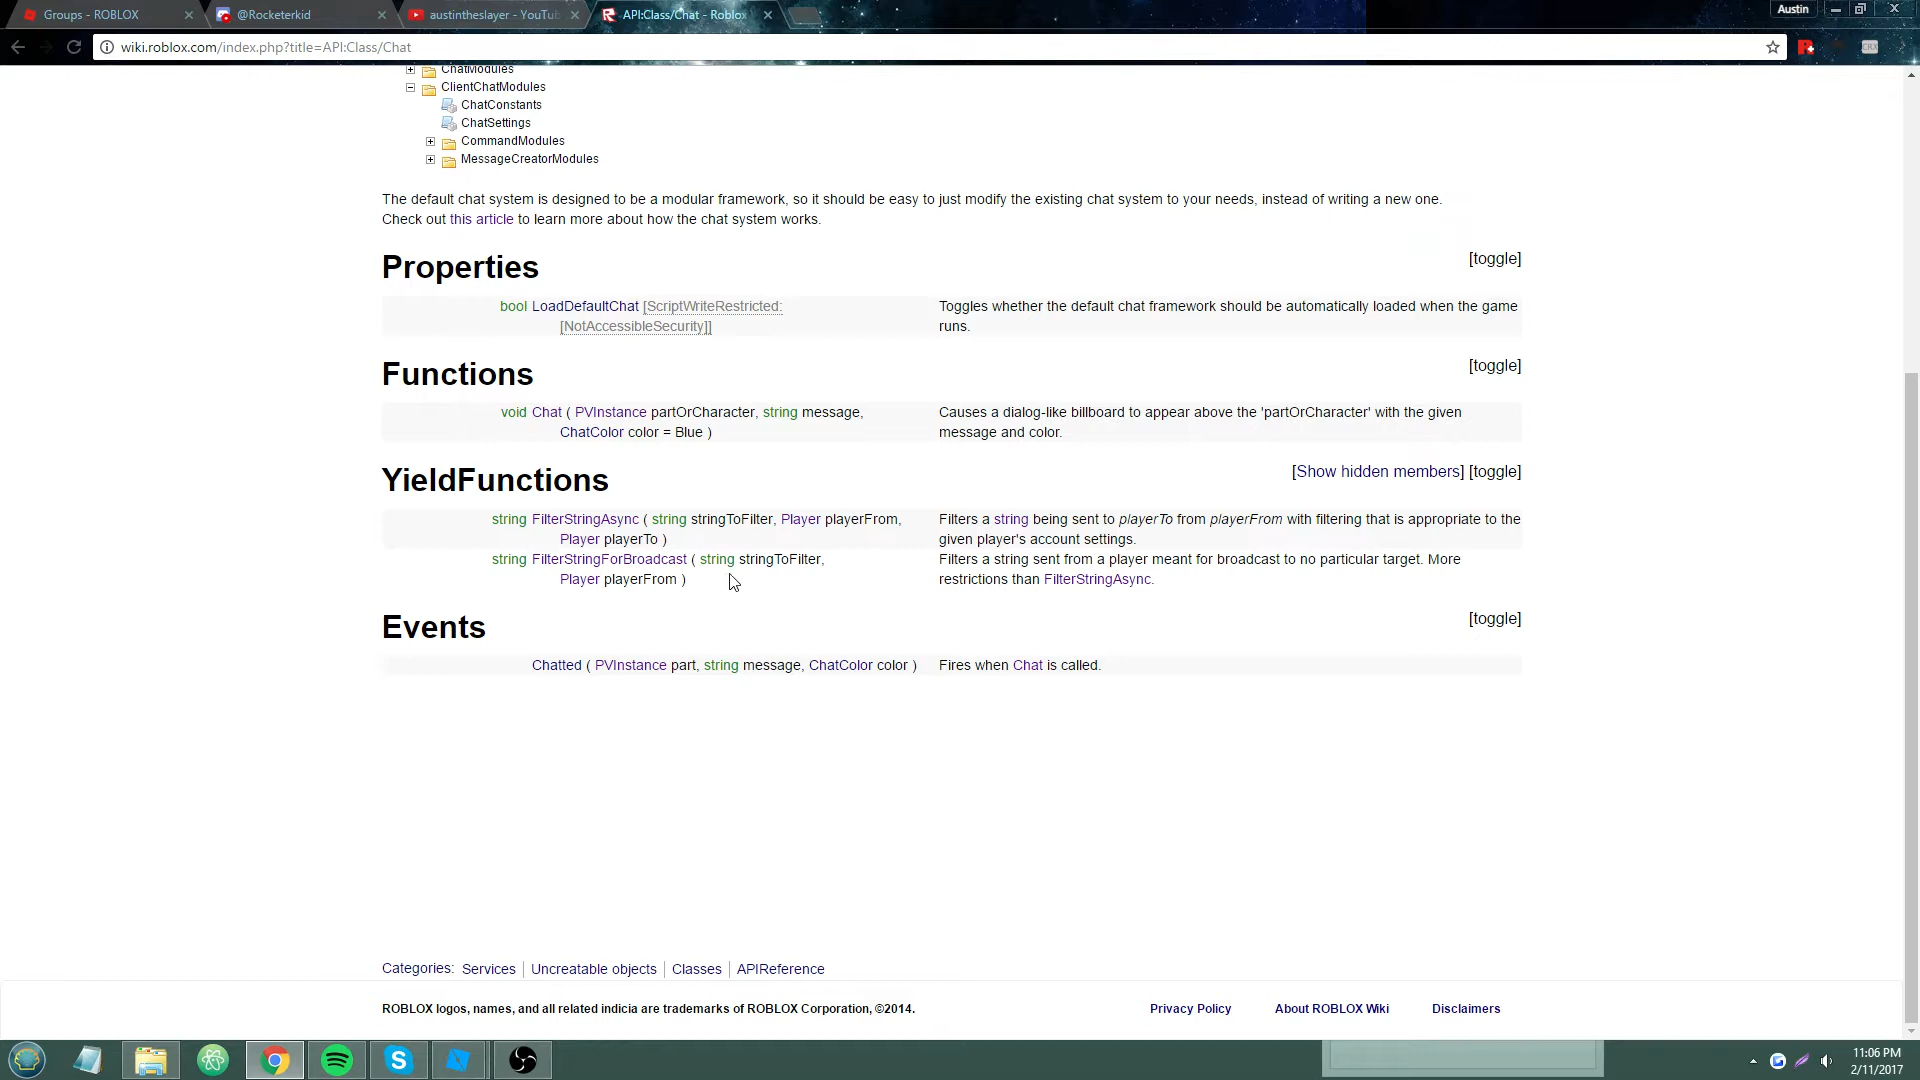 Groups - ROBLOX
@Rocketerkid
austintheslayer - YouTu
API:Class/Chat - Roblox
Austin
wiki.roblox.com/index.php?title=API:Class/Chat
ChatModules
ClientChatModules
ChatConstants
ChatSettings
CommandModules
MessageCreatorModules
The default chat system is designed to be a modular framework, so it should be easy to just modify the existing chat system to your needs, instead of writing a new one.
Check out this article to learn more about how the chat system works.
Properties [toggle]
bool LoadDefaultChat [ScriptWriteRestricted: Toggles whether the default chat framework should be automatically loaded when the game
[NotAccessibleSecurity]] runs.
Functions [toggle]
void Chat ( PVInstance partOrCharacter, string message, Causes a dialog-like billboard to appear above the 'partOrCharacter' with the given
ChatColor color = Blue ) message and color.
YieldFunctions [Show hidden members] [toggle]
string FilterStringAsync ( string stringToFilter, Player playerFrom, Filters a string being sent to playerTo from playerFrom with filtering that is appropriate to the
Player playerTo ) given player's account settings.
string FilterStringForBroadcast ( string stringToFilter, Filters a string sent from a player meant for broadcast to no particular target. More
Player playerFrom ) restrictions than FilterStringAsync.
Events [toggle]
Chatted ( PVInstance part, string message, ChatColor color ) Fires when Chat is called.
Categories: Services Uncreatable objects Classes APIReference
ROBLOX logos, names, and all related indicia are trademarks of ROBLOX Corporation, ©2014. Privacy Policy About ROBLOX Wiki Disclaimers
11:06 PM
2/11/2017